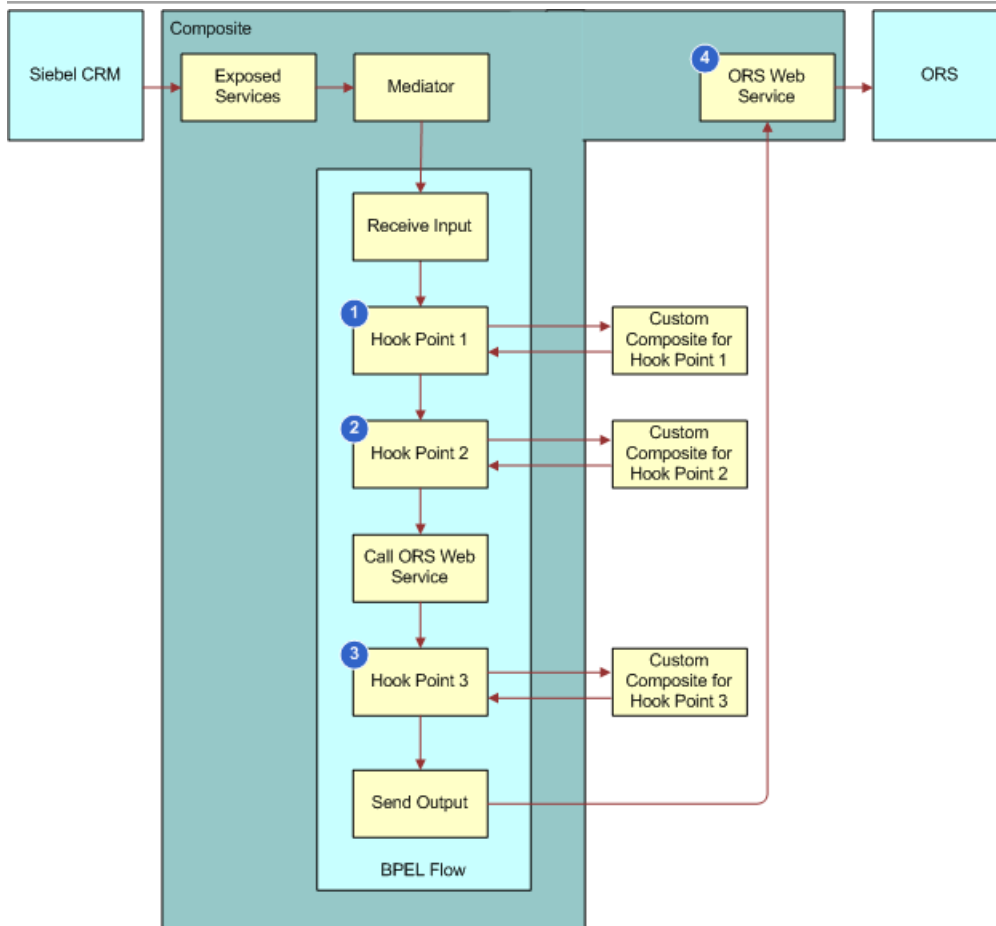 Composite
Siebel CRM
Exposed
Services
Mediator
4
ORS Web
Service
ORS
Receive Input
1
Hook Point 1
Custom
Composite for
Hook Point 1
2
Hook Point 2
Custom
Composite for
Hook Point 2
Call ORS Web
Service
3
Hook Point 3
Custom
Composite for
Hook Point 3
Send Output
BPEL Flow